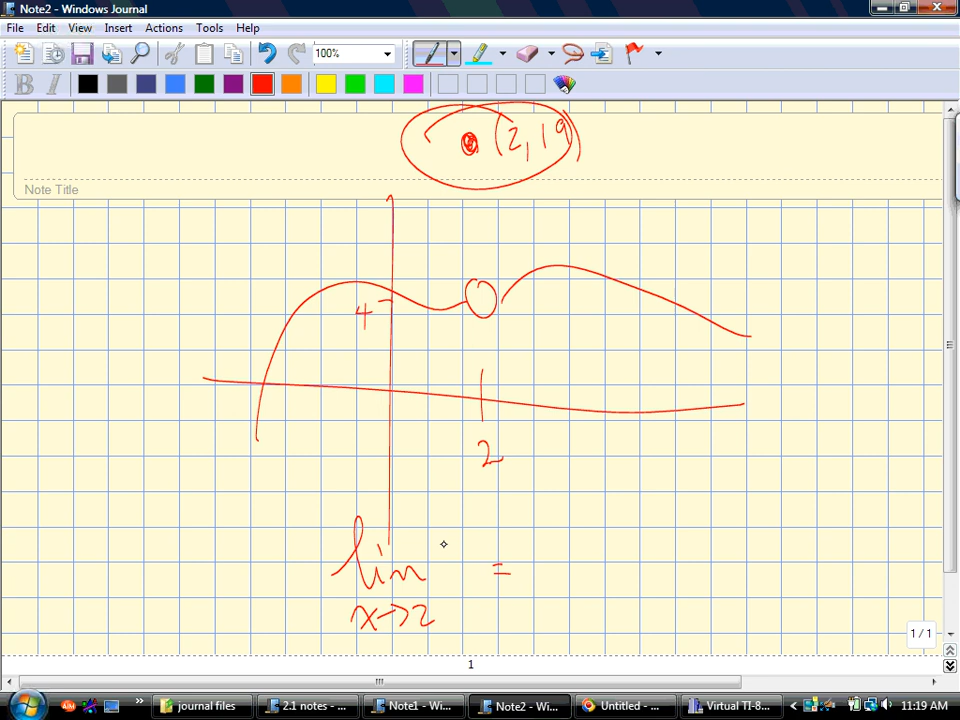 Note2 - Windows Journal
File Edit View Insert Actions Tools Help
100%
B I
(2, 19)
Note Title
4
2
lim =
x→2
1 / 1
1
journal files 2.1 notes - ... Note1 - Wi... Note2 - Wi... Untitled - ... Virtual TI-8... 11:19 AM